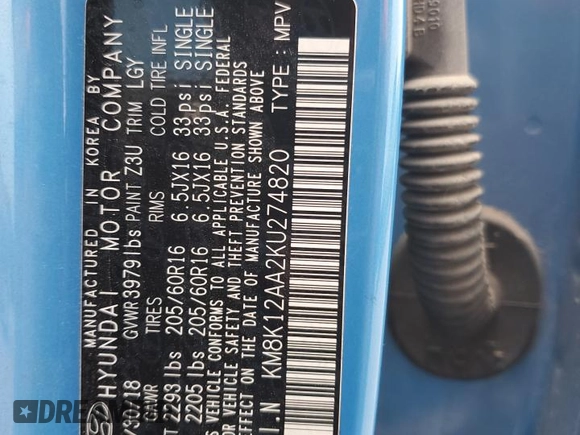 MANUFACTURED IN KOREA BY
HYUNDAI MOTOR COMPANY
/30/18 GVWR 3979 lbs PAINT Z3U TRIM LGY
GAWR TIRES RIMS COLD TIRE INFL
T 2293 lbs 205/60R16 6.5JX16 33psi SINGLE
2205 lbs 205/60R16 6.5JX16 33psi SINGLE
VEHICLE CONFORMS TO ALL APPLICABLE U.S.A. FEDERAL
VEHICLE SAFETY AND THEFT PREVENTION STANDARDS
ON THE DATE OF MANUFACTURE SHOWN ABOVE
I.N KM8K12AA2KU274820 TYPE : MPV